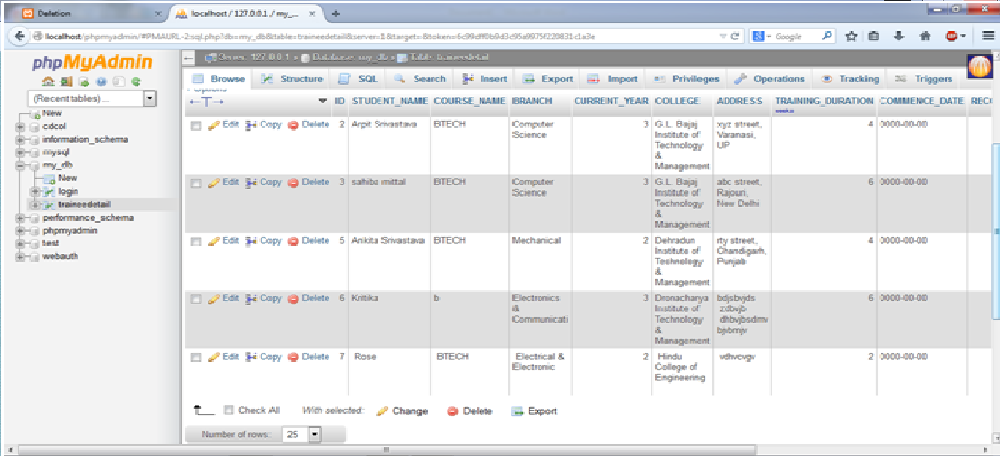 Deletion
localhost / 127.0.0.1 / my_...
localhost/phpmyadmin/#PMAURL-2:sql.php?db=my_db&table=traineedetail&server=1&target=&token=6c99dff0b9d3c95a9975f220831c1a3e
Google
phpMyAdmin
(Recent tables) ...
New
cdcol
information_schema
mysql
my_db
New
login
traineedetail
performance_schema
phpmyadmin
test
webauth
Server: 127.0.0.1 » Database: my_db » Table: traineedetail
Browse Structure SQL Search Insert Export Import Privileges Operations Tracking Triggers
+ Options
ID STUDENT_NAME COURSE_NAME BRANCH CURRENT_YEAR COLLEGE ADDRESS TRAINING_DURATION COMMENCE_DATE
weeks
Edit Copy Delete 2 Arpit Srivastava BTECH Computer 3 G.L. Bajaj xyz street, 4 0000-00-00
Science Institute of Varanasi,
Technology UP
&
Management
Edit Copy Delete 3 sahiba mittal BTECH Computer 3 G.L. Bajaj abc street, 6 0000-00-00
Science Institute of Rajouri,
Technology New Delhi
&
Management
Edit Copy Delete 5 Ankita Srivastava BTECH Mechanical 2 Dehradun rty street, 4 0000-00-00
Institute of Chandigarh,
Technology Punjab
&
Management
Edit Copy Delete 6 Kritika b Electronics 3 Dronacharya bdjsbvjds 6 0000-00-00
& Institute of zdbvjb
Communicati Technology dhbvjbsdmv
&
Management
Edit Copy Delete 7 Rose BTECH Electrical & 2 Hindu vdhvcvgv 2 0000-00-00
Electronic College of
Engineering
Check All With selected: Change Delete Export
Number of rows: 25